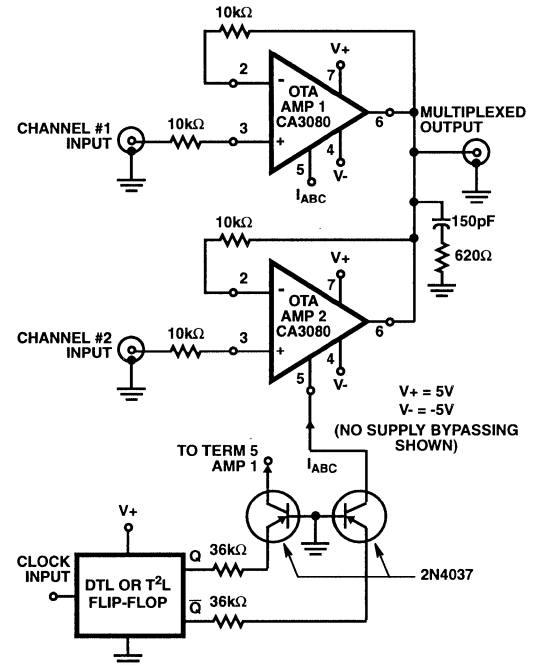 10kΩ
V+
2
7
-
OTA
AMP 1
CA3080
6
MULTIPLEXED
OUTPUT
CHANNEL #1
INPUT
10kΩ
3
+
4
5
V-
I_ABC
10kΩ
150pF
V+
620Ω
2
7
-
OTA
AMP 2
CA3080
6
CHANNEL #2
INPUT
10kΩ
3
+
4
5
V-
V+ = 5V
V- = -5V
(NO SUPPLY BYPASSING
SHOWN)
TO TERM 5
AMP 1
I_ABC
V+
CLOCK
INPUT
DTL OR T²L
FLIP-FLOP
Q
36kΩ
2N4037
Q̅
36kΩ